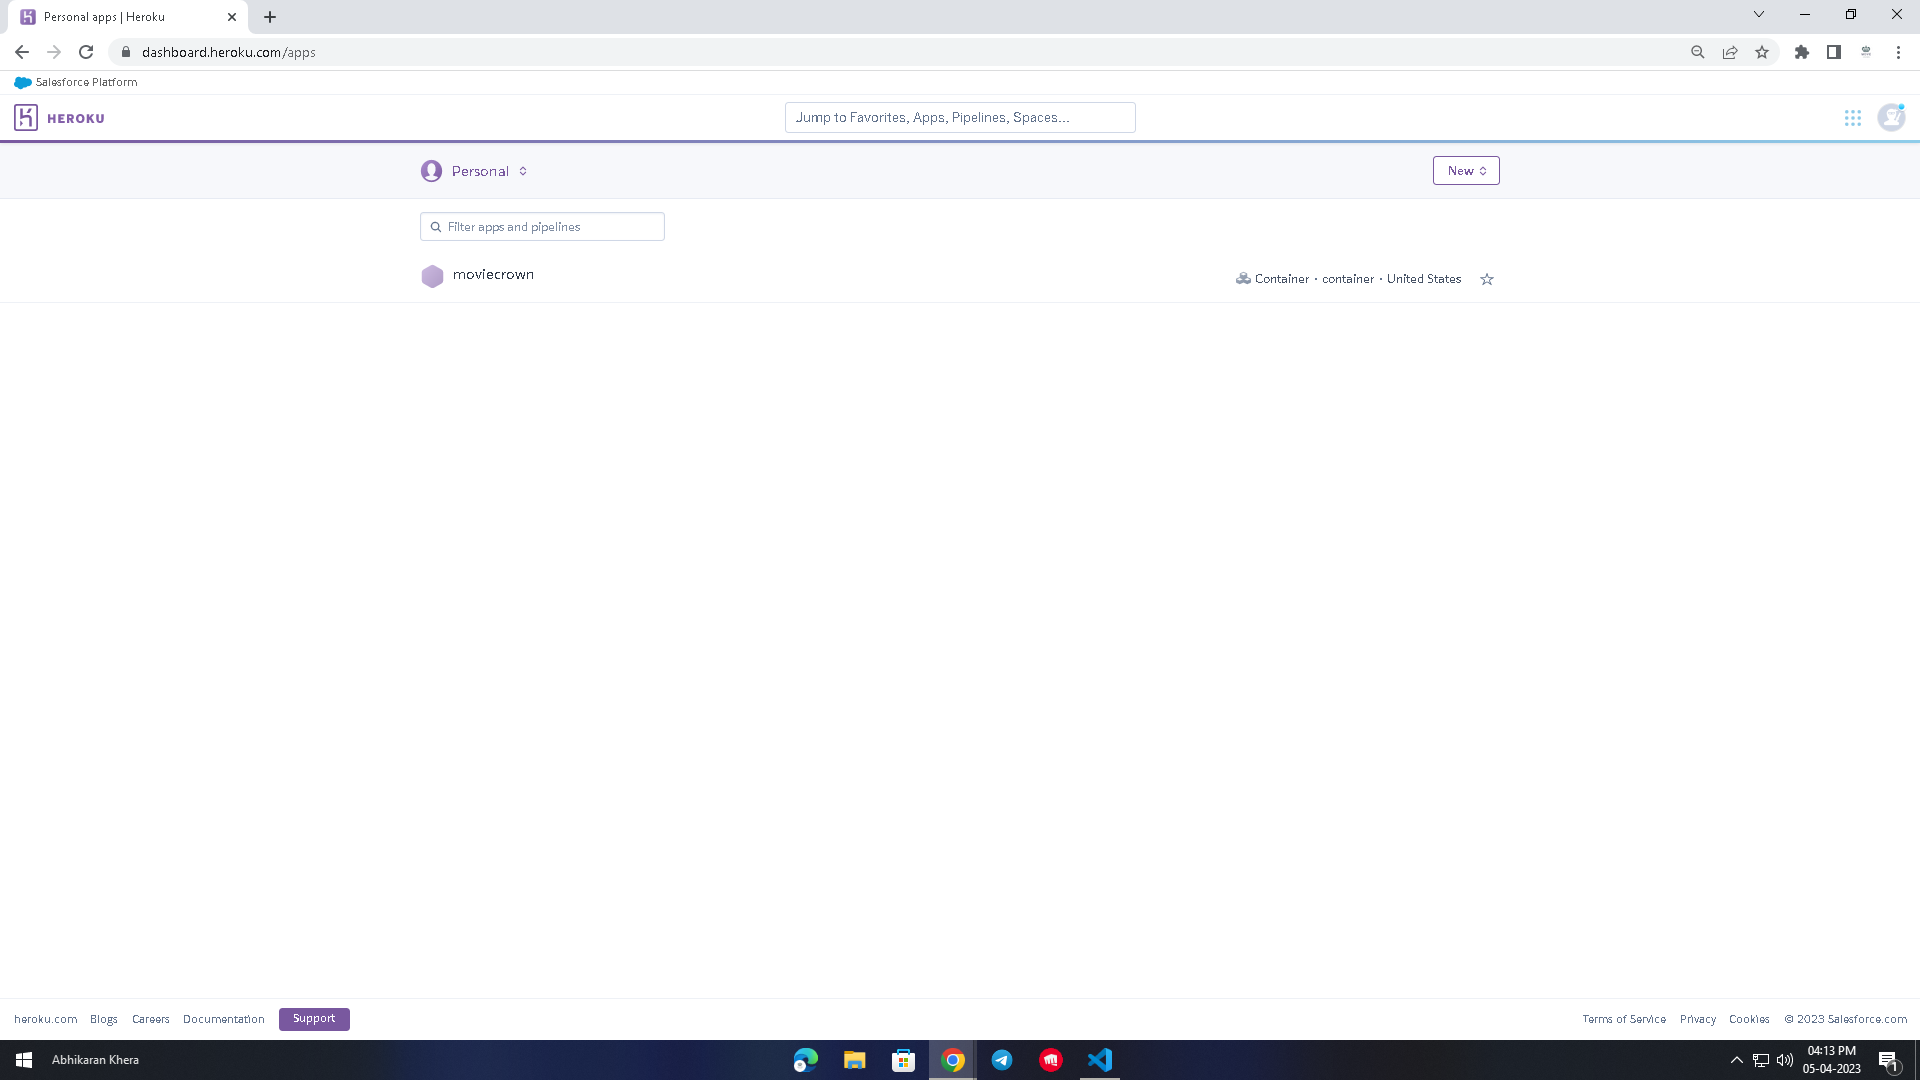 Personal apps | Heroku
dashboard.heroku.com/apps
Salesforce Platform
HEROKU
Jump to Favorites, Apps, Pipelines, Spaces...
Personal
New
Filter apps and pipelines
moviecrown
Container · container · United States
heroku.com Blogs Careers Documentation Support
Terms of Service Privacy Cookies © 2023 Salesforce.com
Abhikaran Khera
04:13 PM
05-04-2023
1